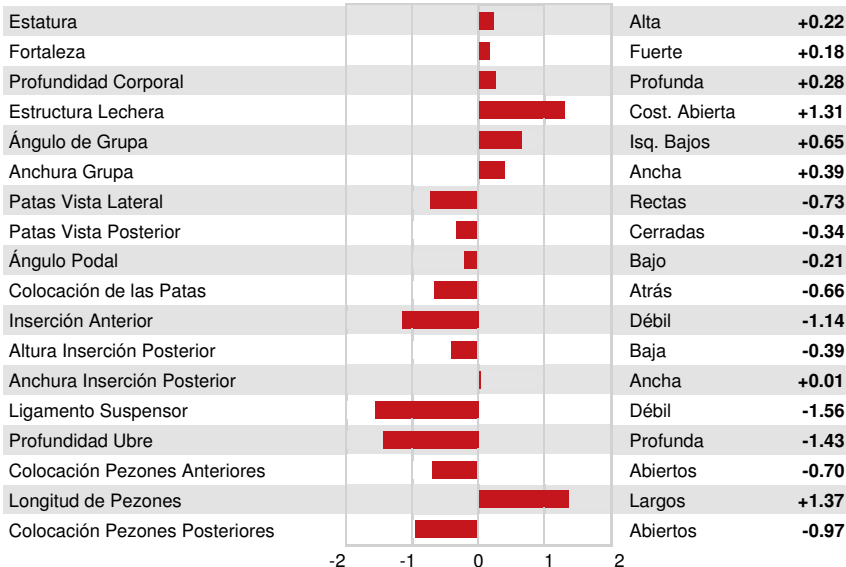 Estatura Alta +0.22
Fortaleza Fuerte +0.18
Profundidad Corporal Profunda +0.28
Estructura Lechera Cost. Abierta +1.31
Ángulo de Grupa Isq. Bajos +0.65
Anchura Grupa Ancha +0.39
Patas Vista Lateral Rectas -0.73
Patas Vista Posterior Cerradas -0.34
Ángulo Podal Bajo -0.21
Colocación de las Patas Atrás -0.66
Inserción Anterior Débil -1.14
Altura Inserción Posterior Baja -0.39
Anchura Inserción Posterior Ancha +0.01
Ligamento Suspensor Débil -1.56
Profundidad Ubre Profunda -1.43
Colocación Pezones Anteriores Abiertos -0.70
Longitud de Pezones Largos +1.37
Colocación Pezones Posteriores Abiertos -0.97
-2 -1 0 1 2